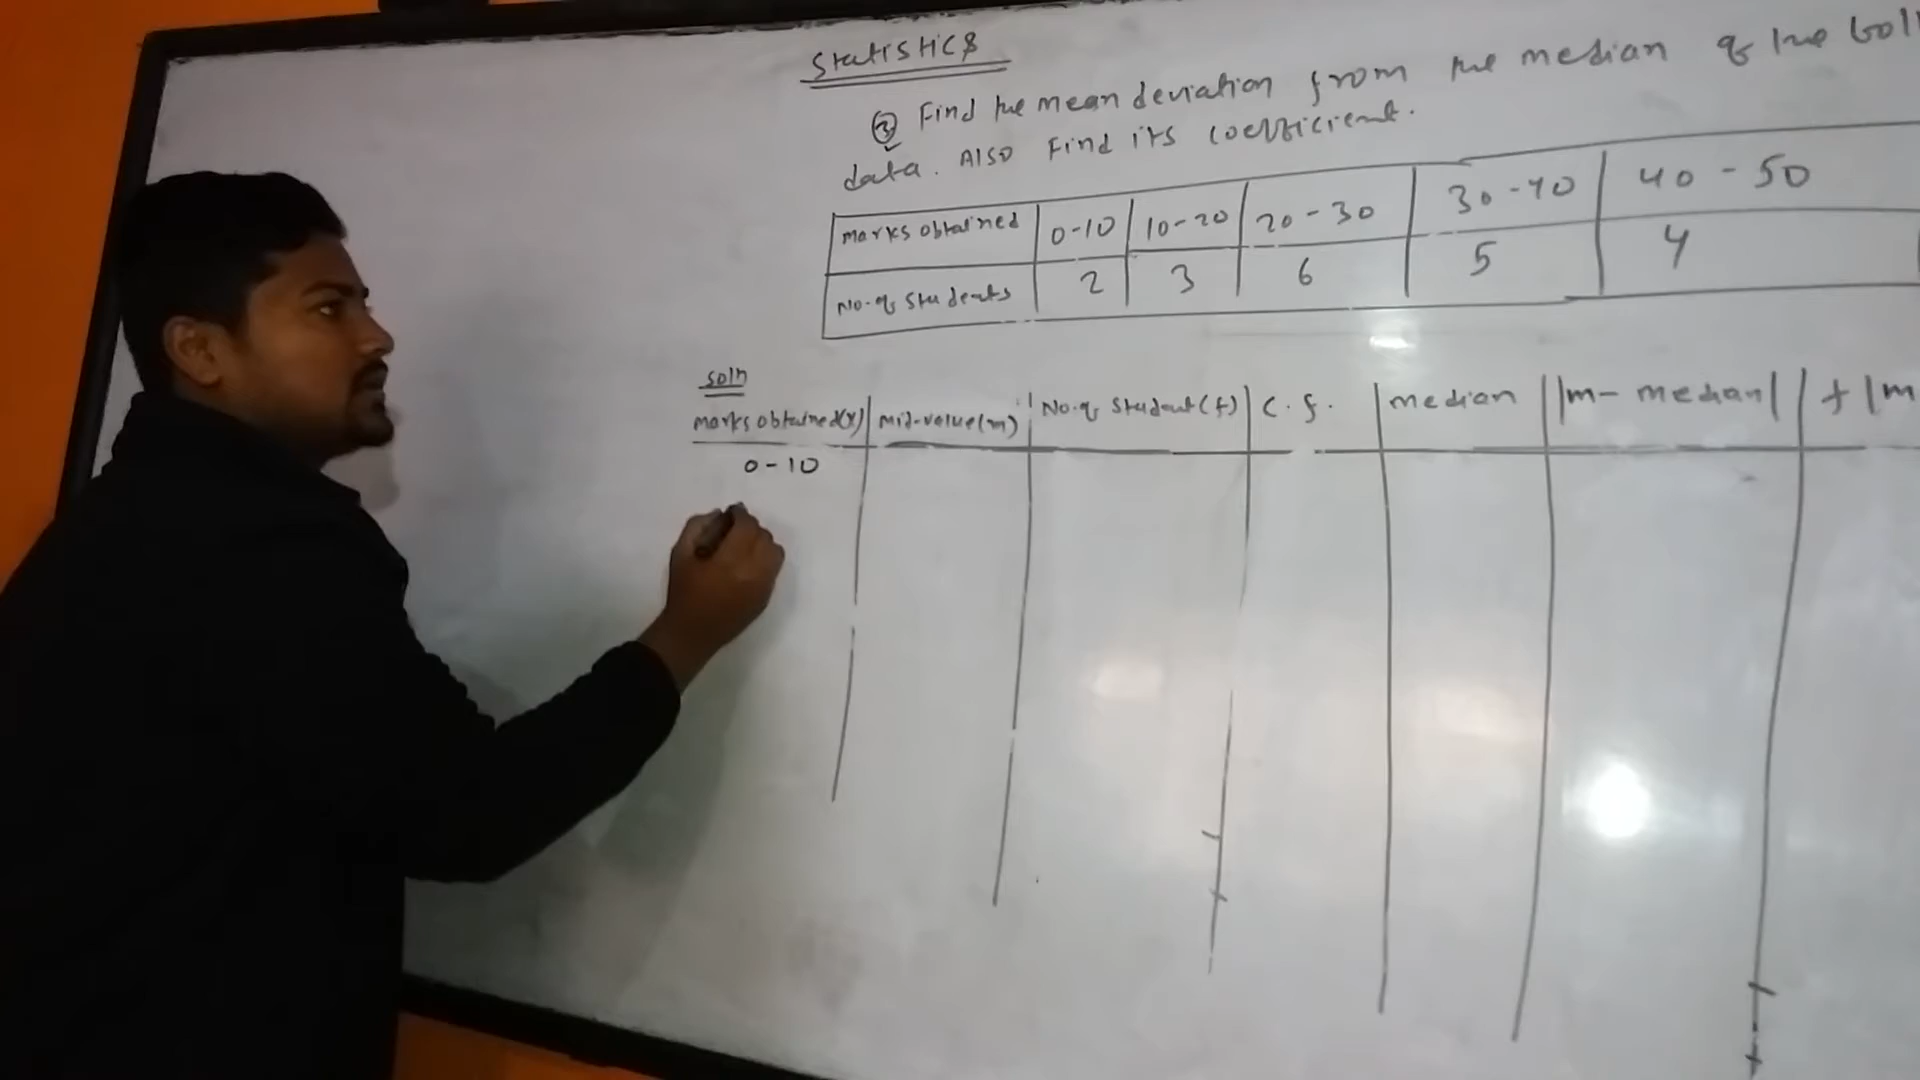 Statistics
③ Find the mean deviation from the median of the
data. Also Find its coefficient.
marks obtained 0-10 10-20 20-30 30-40 40-50
No. of students 2 3 6 5 4
soln
marks obtained(x) Mid-value(m) No. of student(f) C.f. median |m- median| f|m
0-10